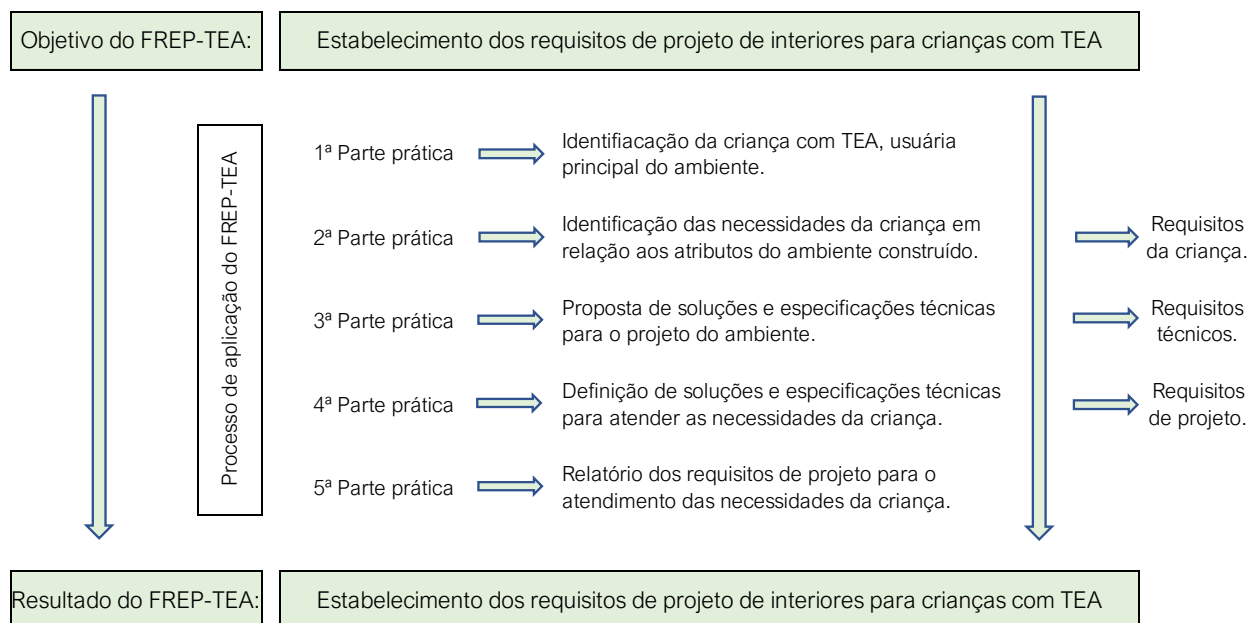 Objetivo do FREP-TEA:
Estabelecimento dos requisitos de projeto de interiores para crianças com TEA
Processo de aplicação do FREP-TEA
1ª Parte prática
Identifiacação da criança com TEA, usuária
principal do ambiente.
2ª Parte prática
Identificação das necessidades da criança em
relação aos atributos do ambiente construído.
Requisitos
da criança.
3ª Parte prática
Proposta de soluções e especificações técnicas
para o projeto do ambiente.
Requisitos
técnicos.
4ª Parte prática
Definição de soluções e especificações técnicas
para atender as necessidades da criança.
Requisitos
de projeto.
5ª Parte prática
Relatório dos requisitos de projeto para o
atendimento das necessidades da criança.
Resultado do FREP-TEA:
Estabelecimento dos requisitos de projeto de interiores para crianças com TEA